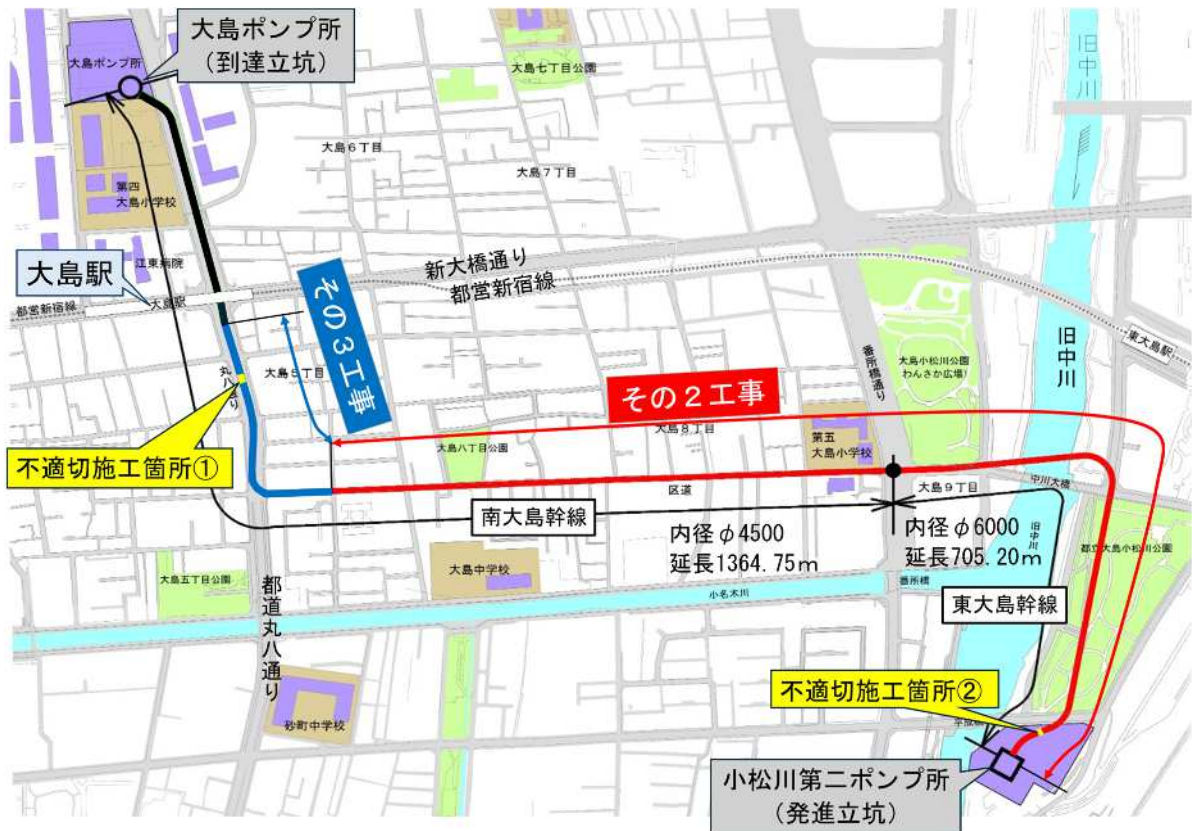 大島ポンプ所
（到達立坑）
大島ポンプ所
大島七丁目公園
旧中川
大島６丁目
大島７丁目
第四
大島小学校
江東病院
大島駅
新大橋通り
都営新宿線
都営新宿線
大島駅
東大島駅
その３工事
大島５丁目
丸八通り
番所橋通り
大島小松川公園
わんさか広場
旧中川
その２工事
不適切施工箇所①
大島八丁目公園
大島８丁目
第五
大島小学校
区道
大島９丁目
中川大橋
南大島幹線
内径φ4500
延長1364.75ｍ
内径φ6000
延長705.20ｍ
旧中川
都立大島小松川公園
大島五丁目公園
大島中学校
番所橋
小名木川
東大島幹線
都道丸八通り
不適切施工箇所②
砂町中学校
小松川第二ポンプ所
（発進立坑）